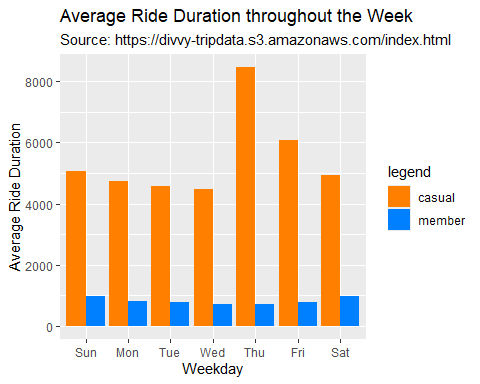 Average Ride Duration throughout the Week
Source: https://divvy-tripdata.s3.amazonaws.com/index.html
Average Ride Duration
8000
6000
4000
2000
0
Sun Mon Tue Wed Thu Fri Sat
Weekday
legend
casual
member